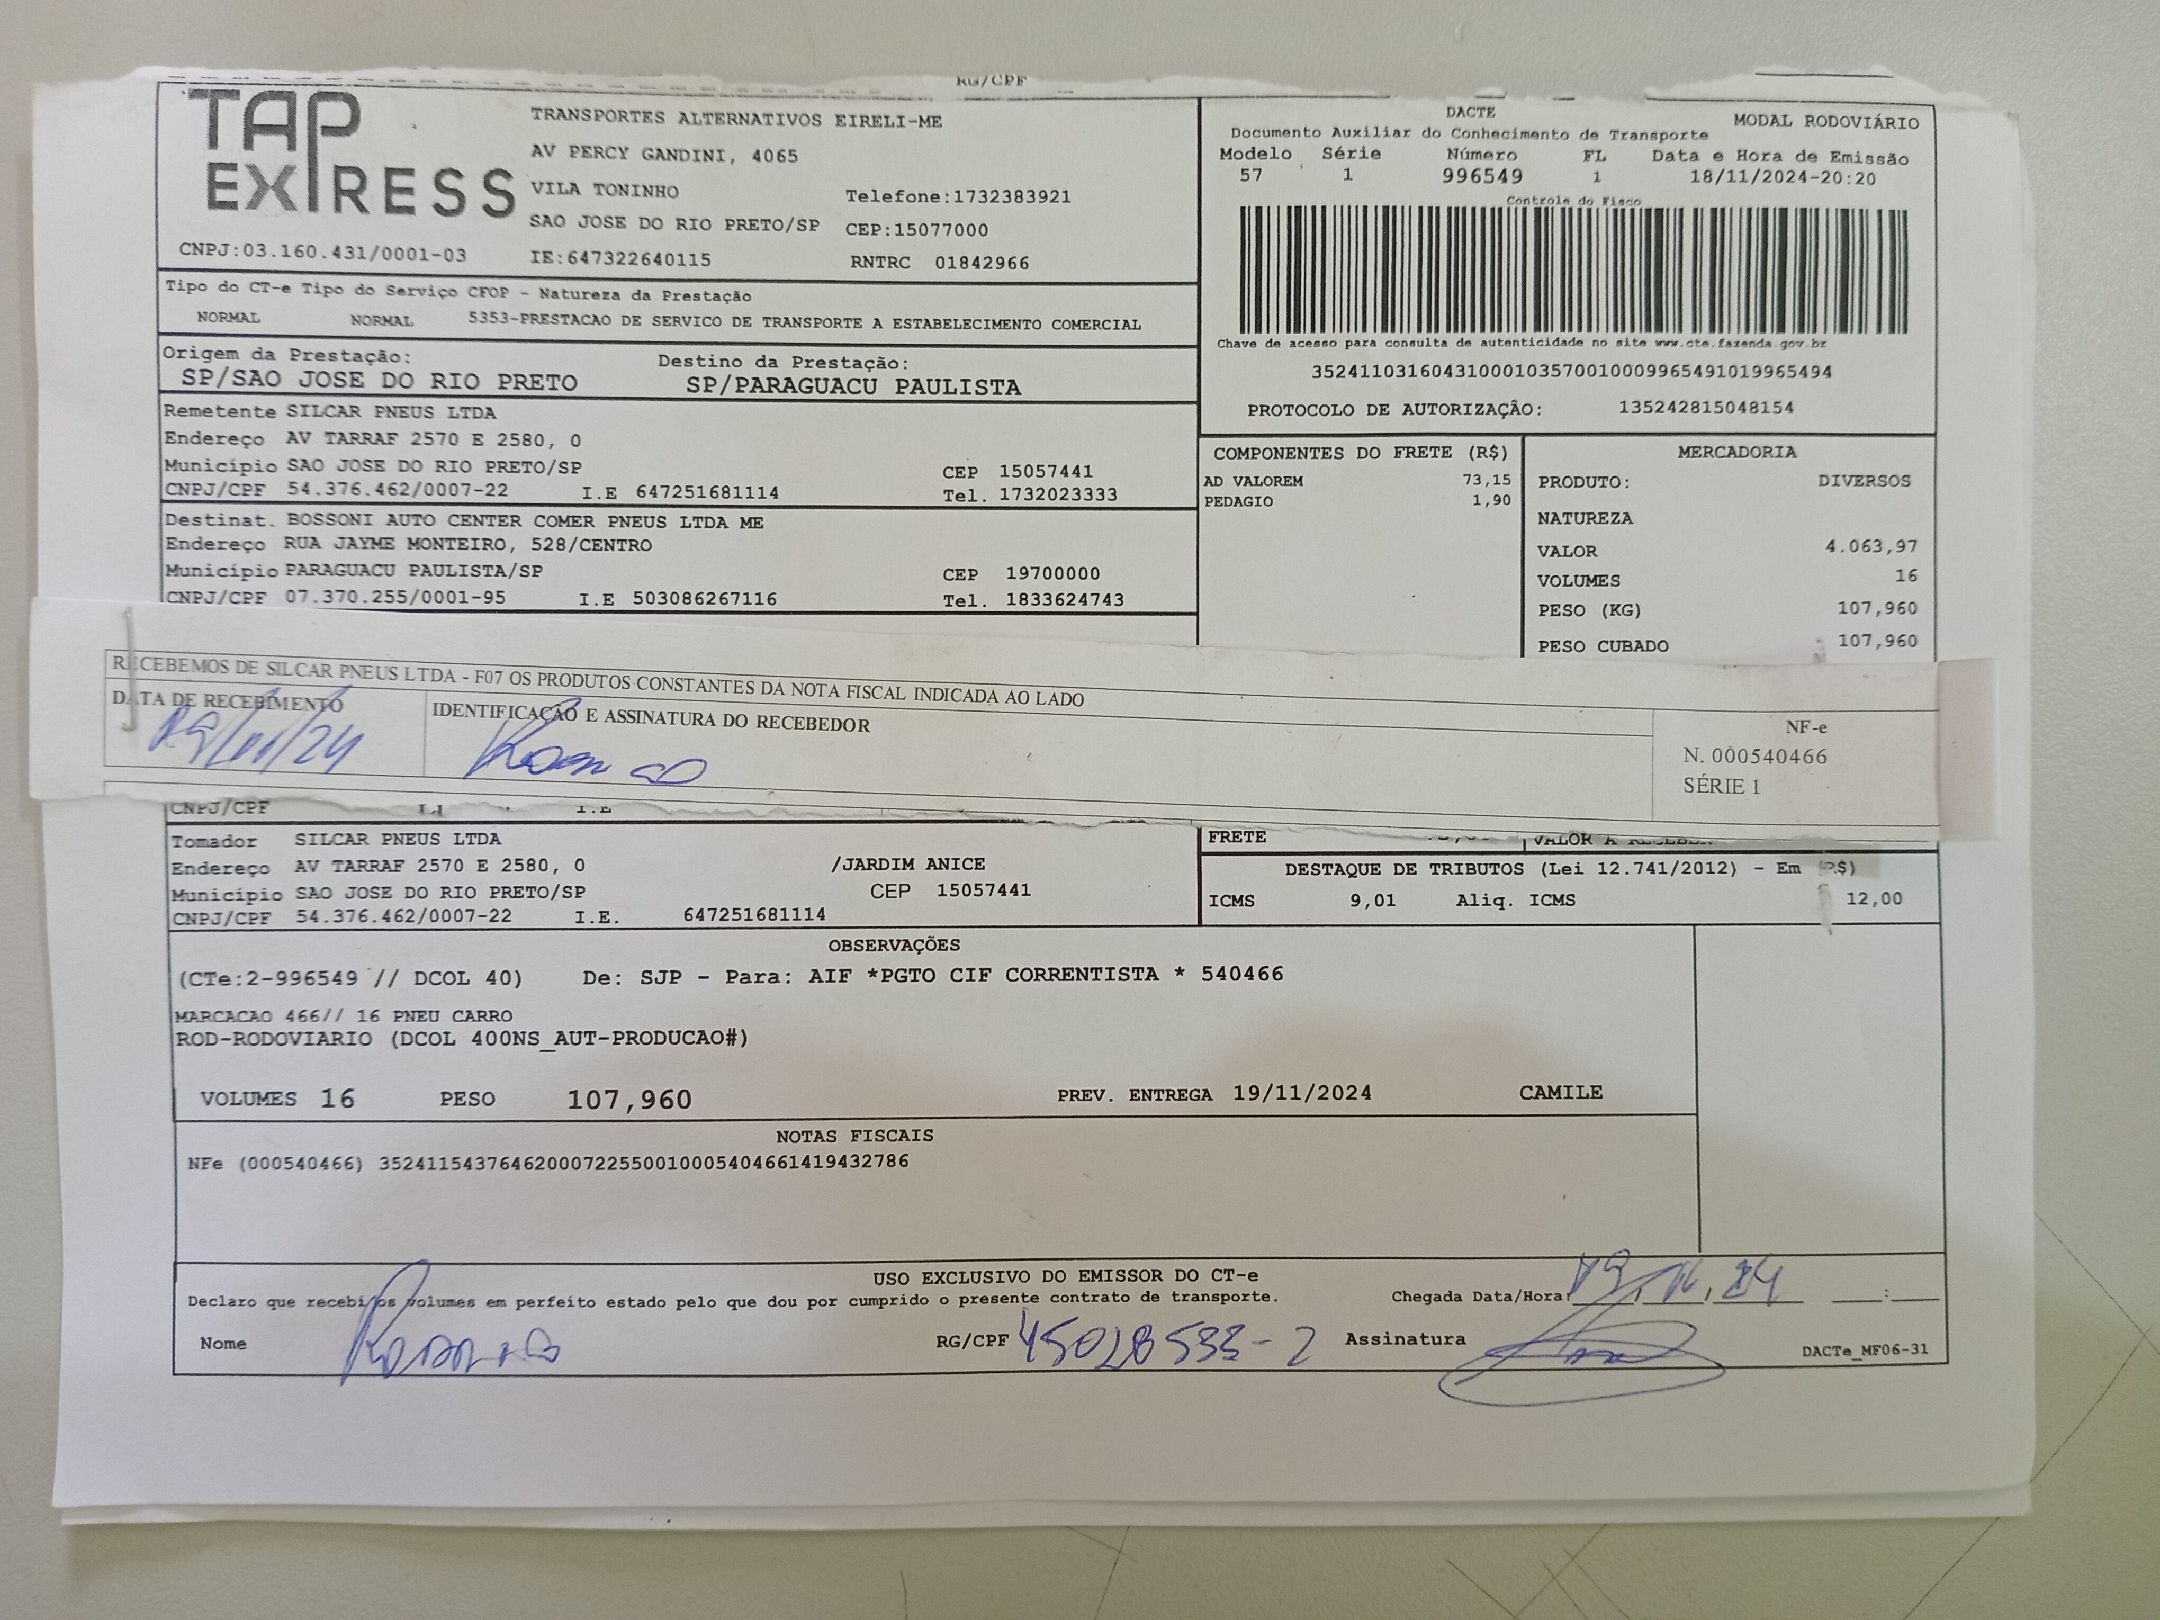 RG/CPF
TAP EXPRESS
TRANSPORTES ALTERNATIVOS EIRELI-ME
AV PERCY GANDINI, 4065
VILA TONINHO
Telefone:1732383921
SAO JOSE DO RIO PRETO/SP CEP:15077000
CNPJ:03.160.431/0001-03 IE:647322640115 RNTRC 01842966
DACTE MODAL RODOVIÁRIO
Documento Auxiliar do Conhecimento de Transporte
Modelo Série Número FL Data e Hora de Emissão
57 1 996549 1 18/11/2024-20:20
Controle do Fisco
Chave de acesso para consulta de autenticidade no site www.cte.fazenda.gov.br
35241103160431000103570010009965491019965494
PROTOCOLO DE AUTORIZAÇÃO: 135242815048154
Tipo do CT-e Tipo do Serviço CFOP - Natureza da Prestação
NORMAL NORMAL 5353-PRESTACAO DE SERVICO DE TRANSPORTE A ESTABELECIMENTO COMERCIAL
Origem da Prestação: Destino da Prestação:
SP/SAO JOSE DO RIO PRETO SP/PARAGUACU PAULISTA
Remetente SILCAR PNEUS LTDA
Endereço AV TARRAF 2570 E 2580, 0
Município SAO JOSE DO RIO PRETO/SP CEP 15057441
CNPJ/CPF 54.376.462/0007-22 I.E 647251681114 Tel. 1732023333
Destinat. BOSSONI AUTO CENTER COMER PNEUS LTDA ME
Endereço RUA JAYME MONTEIRO, 528/CENTRO
Município PARAGUACU PAULISTA/SP CEP 19700000
CNPJ/CPF 07.370.255/0001-95 I.E 503086267116 Tel. 1833624743
COMPONENTES DO FRETE (R$)
AD VALOREM 73,15
PEDAGIO 1,90
MERCADORIA
PRODUTO: DIVERSOS
NATUREZA
VALOR 4.063,97
VOLUMES 16
PESO (KG) 107,960
PESO CUBADO 107,960
RECEBEMOS DE SILCAR PNEUS LTDA - F07 OS PRODUTOS CONSTANTES DA NOTA FISCAL INDICADA AO LADO
DATA DE RECEBIMENTO IDENTIFICAÇÃO E ASSINATURA DO RECEBEDOR
19/11/24
NF-e
N. 000540466
SÉRIE 1
CNPJ/CPF I.E
Tomador SILCAR PNEUS LTDA
Endereço AV TARRAF 2570 E 2580, 0 /JARDIM ANICE
Município SAO JOSE DO RIO PRETO/SP CEP 15057441
CNPJ/CPF 54.376.462/0007-22 I.E. 647251681114
FRETE VALOR A RECEBER
DESTAQUE DE TRIBUTOS (Lei 12.741/2012) - Em (R$)
ICMS 9,01 Aliq. ICMS 12,00
OBSERVAÇÕES
(CTe:2-996549 // DCOL 40) De: SJP - Para: AIF *PGTO CIF CORRENTISTA * 540466
MARCACAO 466// 16 PNEU CARRO
ROD-RODOVIARIO (DCOL 400NS_AUT-PRODUCAO#)
VOLUMES 16 PESO 107,960 PREV. ENTREGA 19/11/2024 CAMILE
NOTAS FISCAIS
NFe (000540466) 35241154376462000722550010005404661419432786
USO EXCLUSIVO DO EMISSOR DO CT-e
Declaro que recebi os volumes em perfeito estado pelo que dou por cumprido o presente contrato de transporte. Chegada Data/Hora: 19, 11, 24 :
Nome RG/CPF Assinatura
DACTe_MF06-31